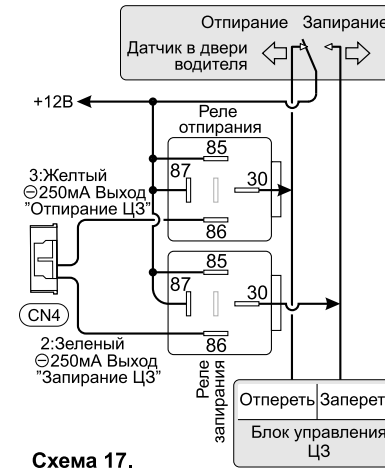 Отпирание Запирание
Датчик в двери
водителя
+12В
Реле
отпирания
85
87
30
86
3:Желтый
⊖250мА Выход
"Отпирание ЦЗ"
CN4
2:Зеленый
⊖250мА Выход
"Запирание ЦЗ"
85
87
30
86
Реле
запирания
Отпереть Запереть
Блок управления
ЦЗ
Схема 17.